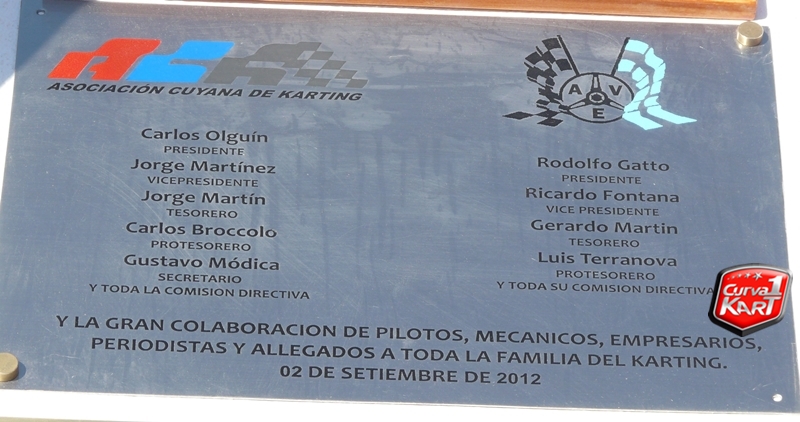 ACK
ASOCIACIÓN CUYANA DE KARTING
Carlos Olguín
PRESIDENTE
Jorge Martínez
VICEPRESIDENTE
Jorge Martín
TESORERO
Carlos Broccolo
PROTESORERO
Gustavo Módica
SECRETARIO
Y TODA LA COMISION DIRECTIVA
A V
E
Rodolfo Gatto
PRESIDENTE
Ricardo Fontana
VICE PRESIDENTE
Gerardo Martin
TESORERO
Luis Terranova
PROTESORERO
Y TODA SU COMISION DIRECTIVA
Curva 1
KART
Y LA GRAN COLABORACION DE PILOTOS, MECANICOS, EMPRESARIOS,
PERIODISTAS Y ALLEGADOS A TODA LA FAMILIA DEL KARTING.
02 DE SETIEMBRE DE 2012